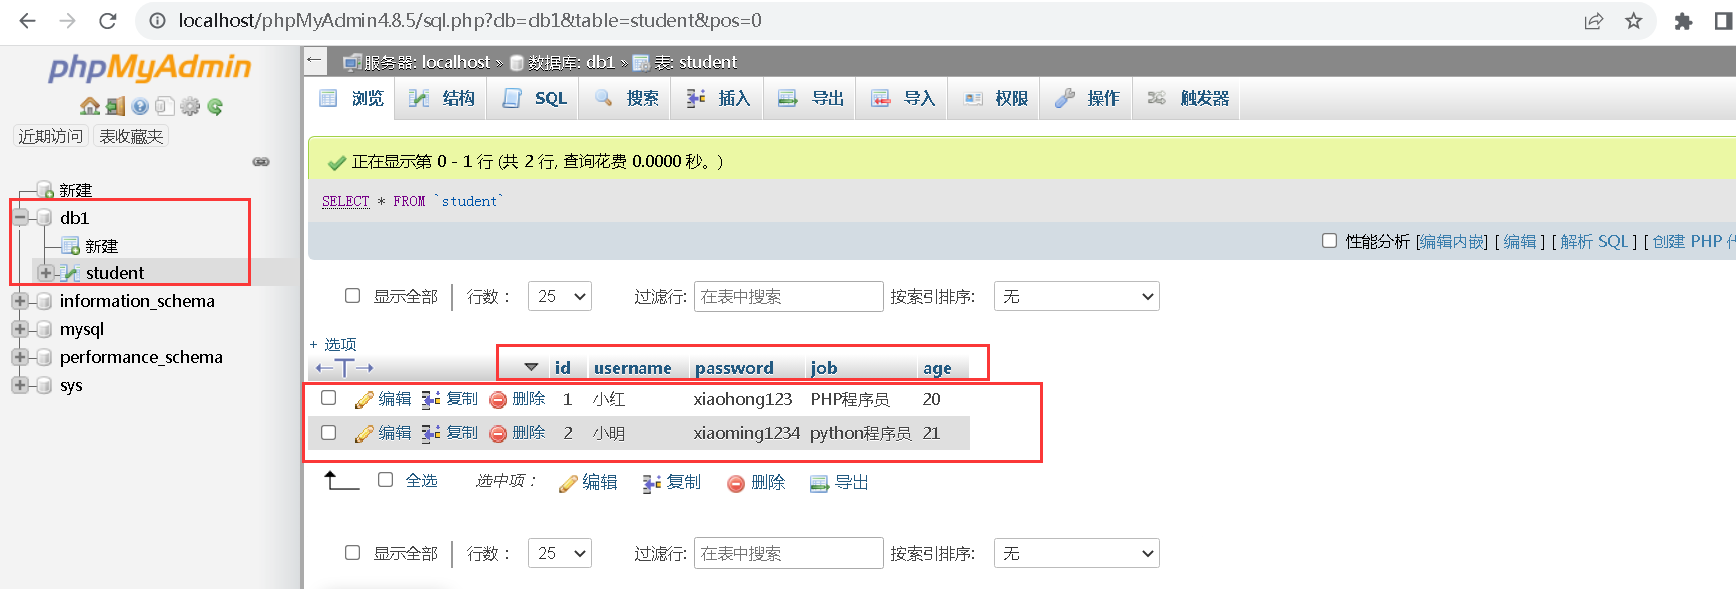 localhost/phpMyAdmin4.8.5/sql.php?db=db1&table=student&pos=0
phpMyAdmin
近期访问 表收藏夹
新建
db1
新建
student
information_schema
mysql
performance_schema
sys
服务器: localhost » 数据库: db1 » 表: student
浏览 结构 SQL 搜索 插入 导出 导入 权限 操作 触发器
正在显示第 0 - 1 行 (共 2 行, 查询花费 0.0000 秒。)
SELECT * FROM `student`
性能分析 [编辑内嵌] [ 编辑 ] [ 解析 SQL ] [ 创建 PHP
显示全部 行数： 25 过滤行: 在表中搜索 按索引排序: 无
+ 选项
←T→ id username password job age
编辑 复制 删除 1 小红 xiaohong123 PHP程序员 20
编辑 复制 删除 2 小明 xiaoming1234 python程序员 21
全选 选中项： 编辑 复制 删除 导出
显示全部 行数： 25 过滤行: 在表中搜索 按索引排序: 无